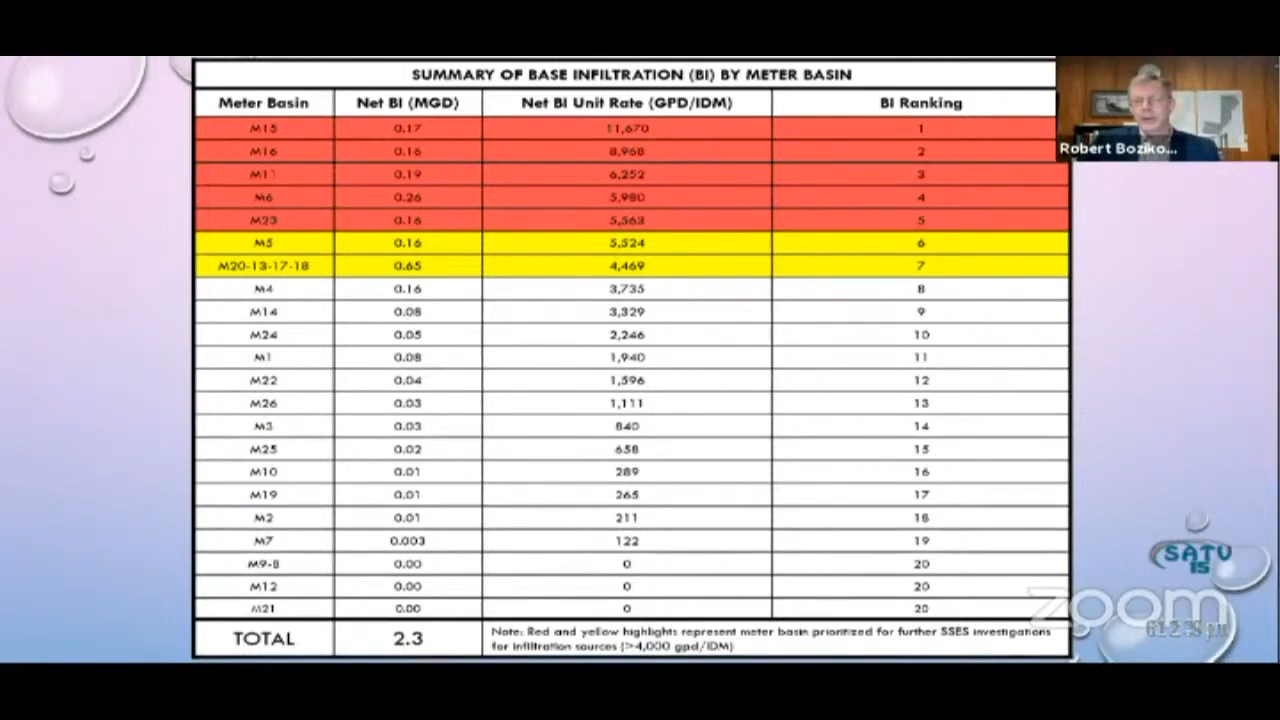 SUMMARY OF BASE INFILTRATION (BI) BY METER BASIN
Meter Basin Net BI (MGD) Net BI Unit Rate (GPD/IDM) BI Ranking
M15 0.17 11,670 1
M16 0.16 8,968 2
M11 0.19 6,252 3
M6 0.26 5,980 4
M23 0.16 5,563 5
M5 0.16 5,524 6
M20-13-17-18 0.65 4,469 7
M4 0.16 3,735 8
M14 0.08 3,329 9
M24 0.05 2,246 10
M1 0.08 1,940 11
M22 0.04 1,596 12
M26 0.03 1,111 13
M3 0.03 840 14
M25 0.02 658 15
M10 0.01 289 16
M19 0.01 265 17
M2 0.01 211 18
M7 0.003 122 19
M9-8 0.00 0 20
M12 0.00 0 20
M21 0.00 0 20
TOTAL 2.3 Note: Red and yellow highlights represent meter basin prioritized for further SSES investigations
for infiltration sources (>4,000 gpd/IDM)
Robert Boziko...
SATV
15
zoom